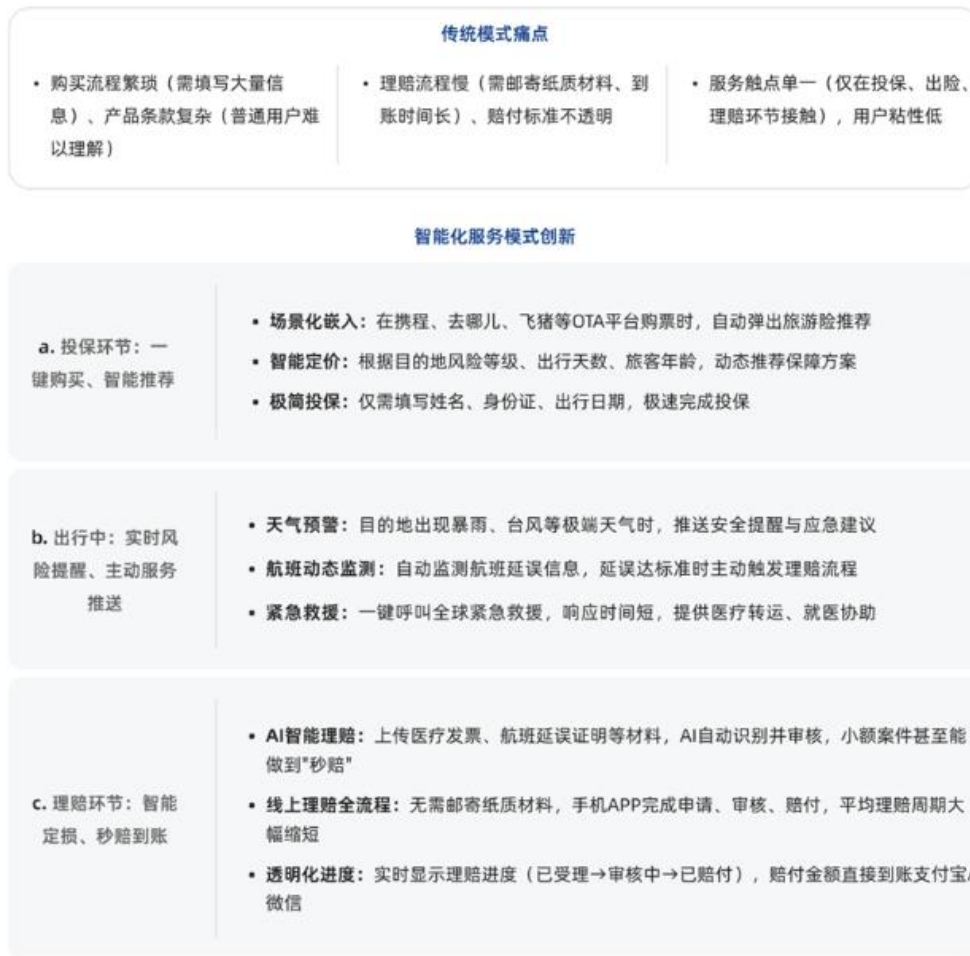 传统模式痛点
• 购买流程繁琐（需填写大量信
息）、产品条款复杂（普通用户难
以理解）
• 理赔流程慢（需邮寄纸质材料、到
账时间长）、赔付标准不透明
• 服务触点单一（仅在投保、出险、
理赔环节接触），用户粘性低
智能化服务模式创新
a. 投保环节：一
键购买、智能推荐
• 场景化嵌入：在携程、去哪儿、飞猪等OTA平台购票时，自动弹出旅游险推荐
• 智能定价：根据目的地风险等级、出行天数、旅客年龄，动态推荐保障方案
• 极简投保：仅需填写姓名、身份证、出行日期，极速完成投保
b. 出行中：实时风
险提醒、主动服务
推送
• 天气预警：目的地出现暴雨、台风等极端天气时，推送安全提醒与应急建议
• 航班动态监测：自动监测航班延误信息，延误达标准时主动触发理赔流程
• 紧急救援：一键呼叫全球紧急救援，响应时间短，提供医疗转运、就医协助
c. 理赔环节：智能
定损、秒赔到账
• AI智能理赔：上传医疗发票、航班延误证明等材料，AI自动识别并审核，小额案件甚至能
做到"秒赔"
• 线上理赔全流程：无需邮寄纸质材料，手机APP完成申请、审核、赔付，平均理赔周期大
幅缩短
• 透明化进度：实时显示理赔进度（已受理→审核中→已赔付），赔付金额直接到账支付宝/
微信